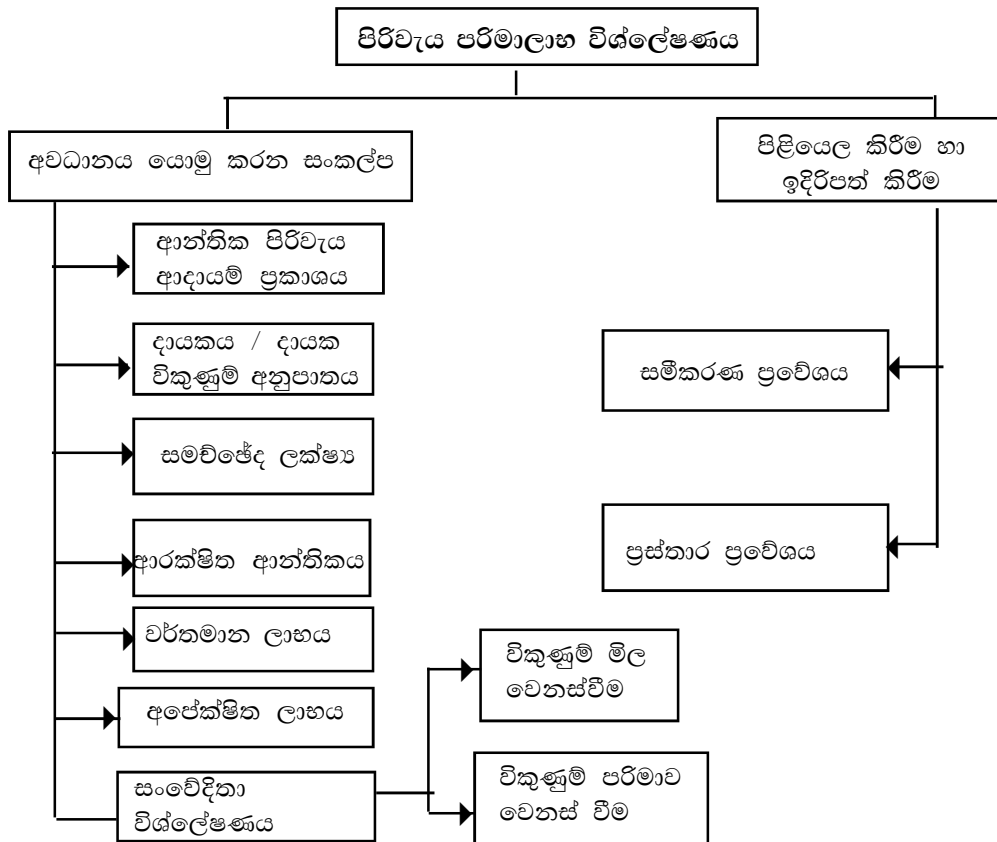 පිරිවැය පරිමාලාභ විශ්ලේෂණය
අවධානය යොමු කරන සංකල්ප
පිළියෙල කිරීම හා
ඉදිරිපත් කිරීම
ආන්තික පිරිවැය
ආදායම් ප්‍රකාශය
දායකය / දායක
විකුණුම් අනුපාතය
සමච්ඡේද ලක්ෂ්‍ය
ආරක්ෂිත ආන්තිකය
වර්තමාන ලාභය
අපේක්ෂිත ලාභය
සංවේදිතා
විශ්ලේෂණය
විකුණුම් මිල
වෙනස්වීම
විකුණුම් පරිමාව
වෙනස් වීම
සමීකරණ ප්‍රවේශය
ප්‍රස්තාර ප්‍රවේශය